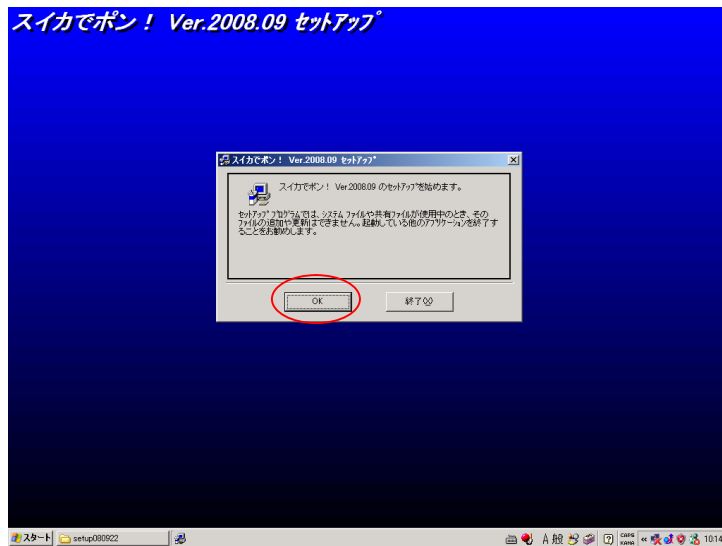 スイカでポン！ Ver.2008.09 ｾｯﾄｱｯﾌﾟ
スイカでポン！ Ver.2008.09 ｾｯﾄｱｯﾌﾟ
スイカでポン！ Ver.2008.09 のｾｯﾄｱｯﾌﾟを始めます。
ｾｯﾄｱｯﾌﾟ ﾌﾟﾛｸﾞﾗﾑでは、ｼｽﾃﾑ ﾌｧｲﾙや共有ﾌｧｲﾙが使用中のとき、その
ﾌｧｲﾙの追加や更新はできません。起動している他のｱﾌﾟﾘｹｰｼｮﾝを終了す
ることをお勧めします。
OK
終了(X)
スタート
setup080922
A 般
CAPS
KANA
10:14